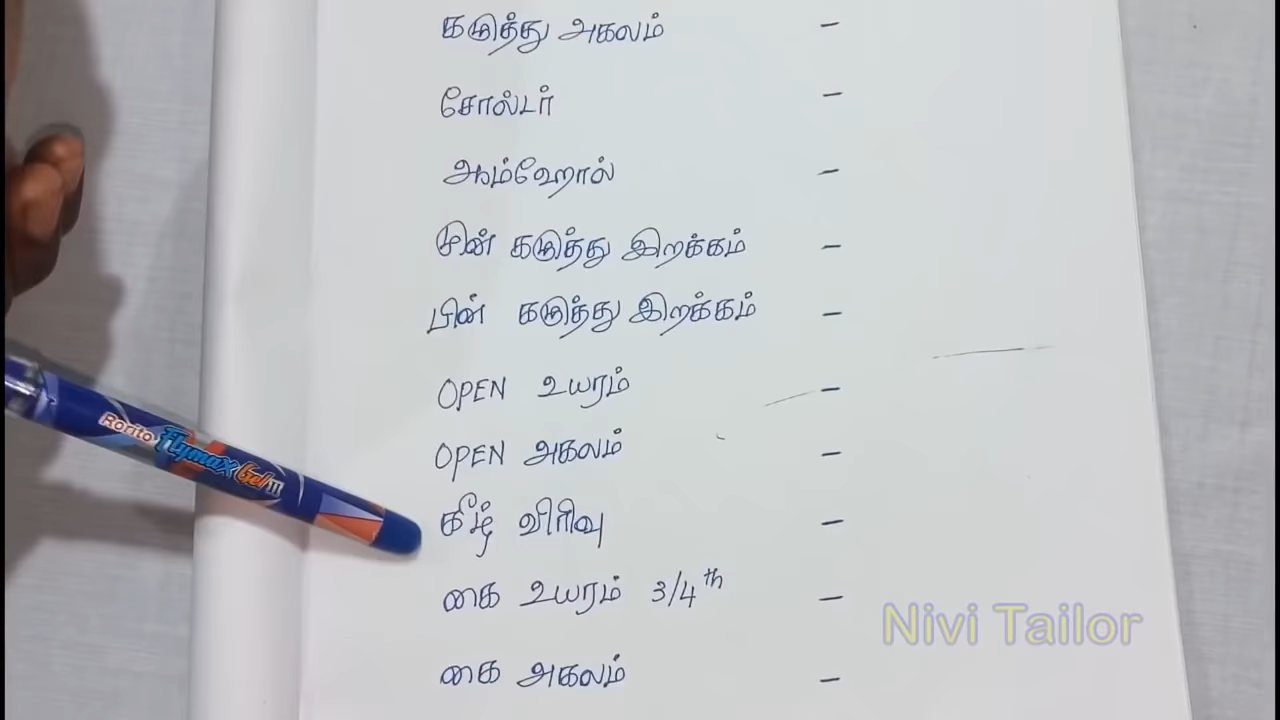 கழுத்து அகலம் -
சோல்டர் -
ஆம்ஹோல் -
முன் கழுத்து இறக்கம் -
பின் கழுத்து இறக்கம் -
OPEN உயரம் -
OPEN அகலம் -
கீழ் விரிவு -
கை உயரம் 3/4th -
கை அகலம் -
Rorito Flymax Gel
Nivi Tailor